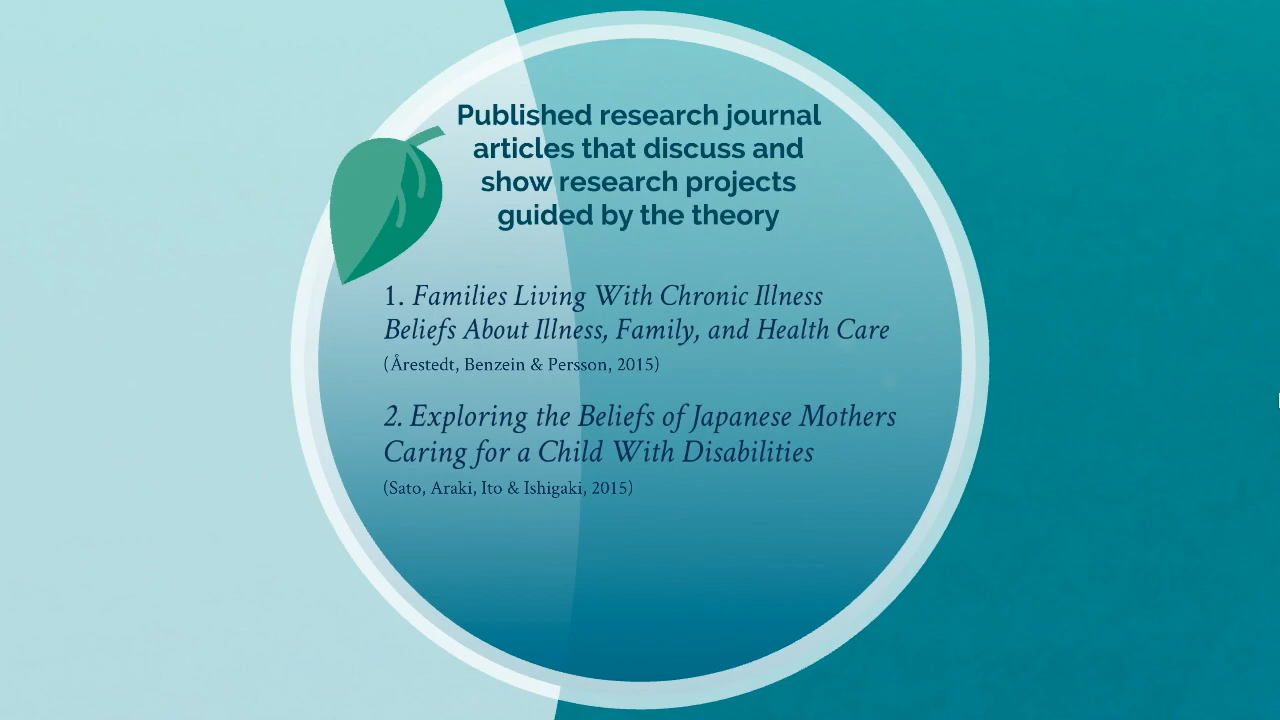 Published research journal
articles that discuss and
show research projects
guided by the theory
1. Families Living With Chronic Illness
Beliefs About Illness, Family, and Health Care
(Årestedt, Benzein & Persson, 2015)
2. Exploring the Beliefs of Japanese Mothers
Caring for a Child With Disabilities
(Sato, Araki, Ito & Ishigaki, 2015)